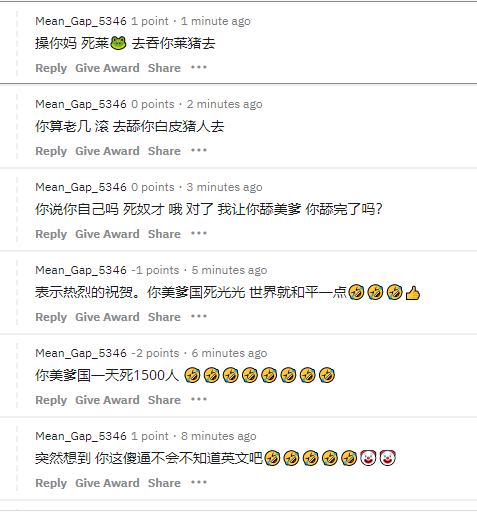 Mean_Gap_5346 1 point · 1 minute ago
操你妈 死莱🐸 去吞你莱猪去
Reply Give Award Share ···
Mean_Gap_5346 0 points · 2 minutes ago
你算老几 滚 去舔你白皮猪人去
Reply Give Award Share ···
Mean_Gap_5346 0 points · 3 minutes ago
你说你自己吗 死奴才 哦 对了 我让你舔美爹 你舔完了吗？
Reply Give Award Share ···
Mean_Gap_5346 -1 points · 5 minutes ago
表示热烈的祝贺。你美爹国死光光 世界就和平一点🤣🤣🤣👍
Reply Give Award Share ···
Mean_Gap_5346 -2 points · 6 minutes ago
你美爹国一天死1500人 🤣🤣🤣🤣🤣🤣🤣🤣
Reply Give Award Share ···
Mean_Gap_5346 1 point · 8 minutes ago
突然想到 你这傻逼不会不知道英文吧🤣🤣🤣🤣🤣🤡🤡
Reply Give Award Share ···